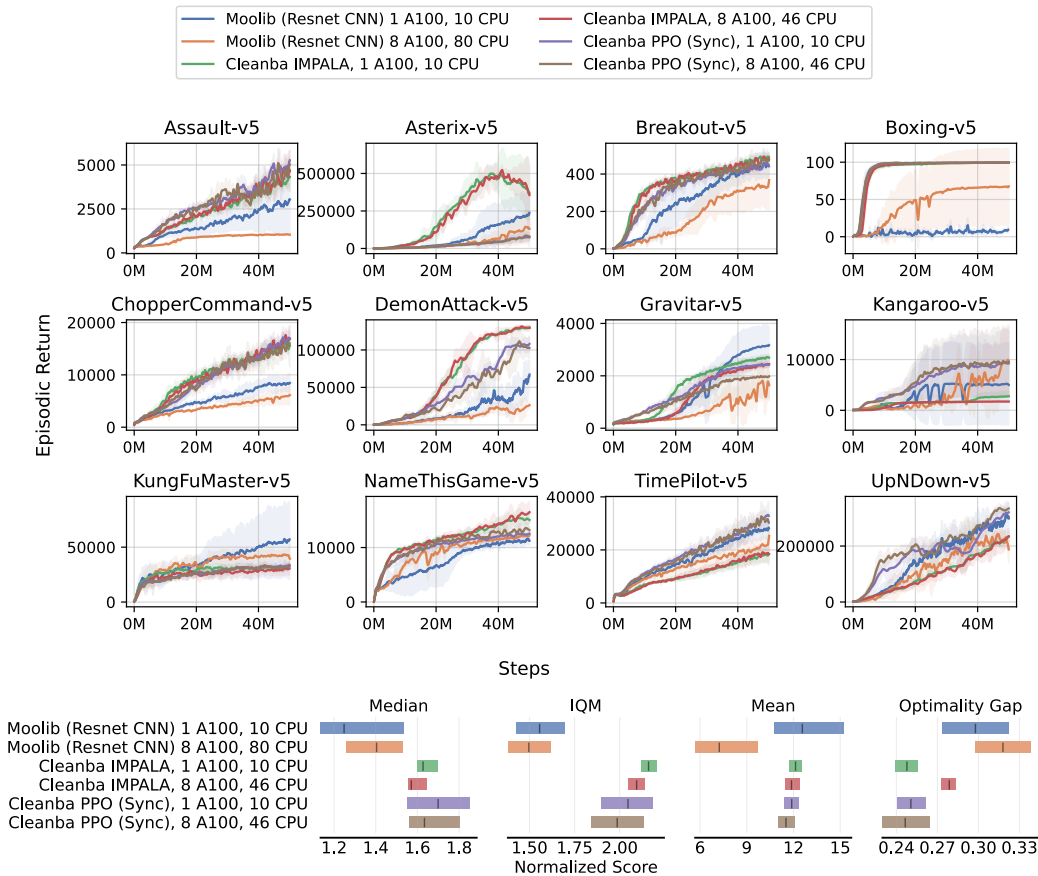 Moolib (Resnet CNN) 1 A100, 10 CPU
Moolib (Resnet CNN) 8 A100, 80 CPU
Cleanba IMPALA, 1 A100, 10 CPU
Cleanba IMPALA, 8 A100, 46 CPU
Cleanba PPO (Sync), 1 A100, 10 CPU
Cleanba PPO (Sync), 8 A100, 46 CPU
Episodic Return
Assault-v5
5000
2500
0
0M 20M 40M
Asterix-v5
500000
250000
0
0M 20M 40M
Breakout-v5
400
200
0
0M 20M 40M
Boxing-v5
100
50
0
0M 20M 40M
ChopperCommand-v5
20000
10000
0
0M 20M 40M
DemonAttack-v5
100000
50000
0
0M 20M 40M
Gravitar-v5
4000
2000
0
0M 20M 40M
Kangaroo-v5
10000
0
0M 20M 40M
KungFuMaster-v5
50000
0
0M 20M 40M
NameThisGame-v5
10000
0
0M 20M 40M
TimePilot-v5
40000
20000
0
0M 20M 40M
UpNDown-v5
200000
0
0M 20M 40M
Steps
Median IQM Mean Optimality Gap
Moolib (Resnet CNN) 1 A100, 10 CPU
Moolib (Resnet CNN) 8 A100, 80 CPU
Cleanba IMPALA, 1 A100, 10 CPU
Cleanba IMPALA, 8 A100, 46 CPU
Cleanba PPO (Sync), 1 A100, 10 CPU
Cleanba PPO (Sync), 8 A100, 46 CPU
1.2 1.4 1.6 1.8 1.50 1.75 2.00 6 9 12 15 0.24 0.27 0.30 0.33
Normalized Score